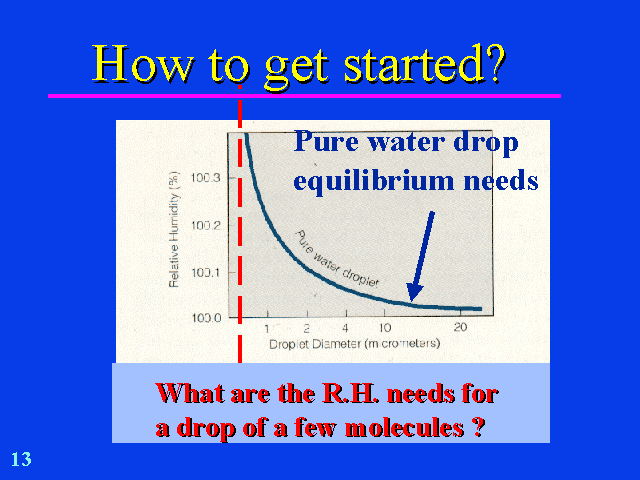 How to get started?
Pure water drop
equilibrium needs
Relative Humidity (%)
100.3
100.2
100.1
100.0
Pure water droplet
1 2 4 10 20
Droplet Diameter (micrometers)
What are the R.H. needs for
a drop of a few molecules ?
13